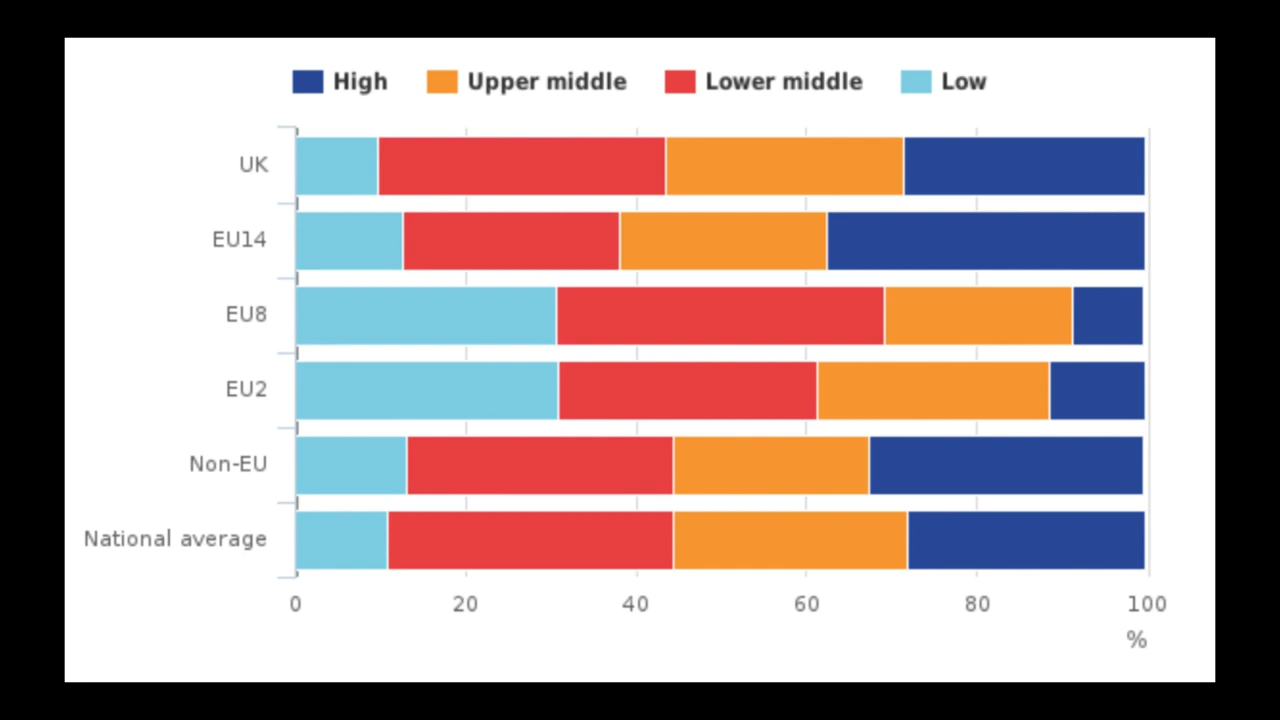 High Upper middle Lower middle Low
UK
EU14
EU8
EU2
Non-EU
National average
0 20 40 60 80 100
%